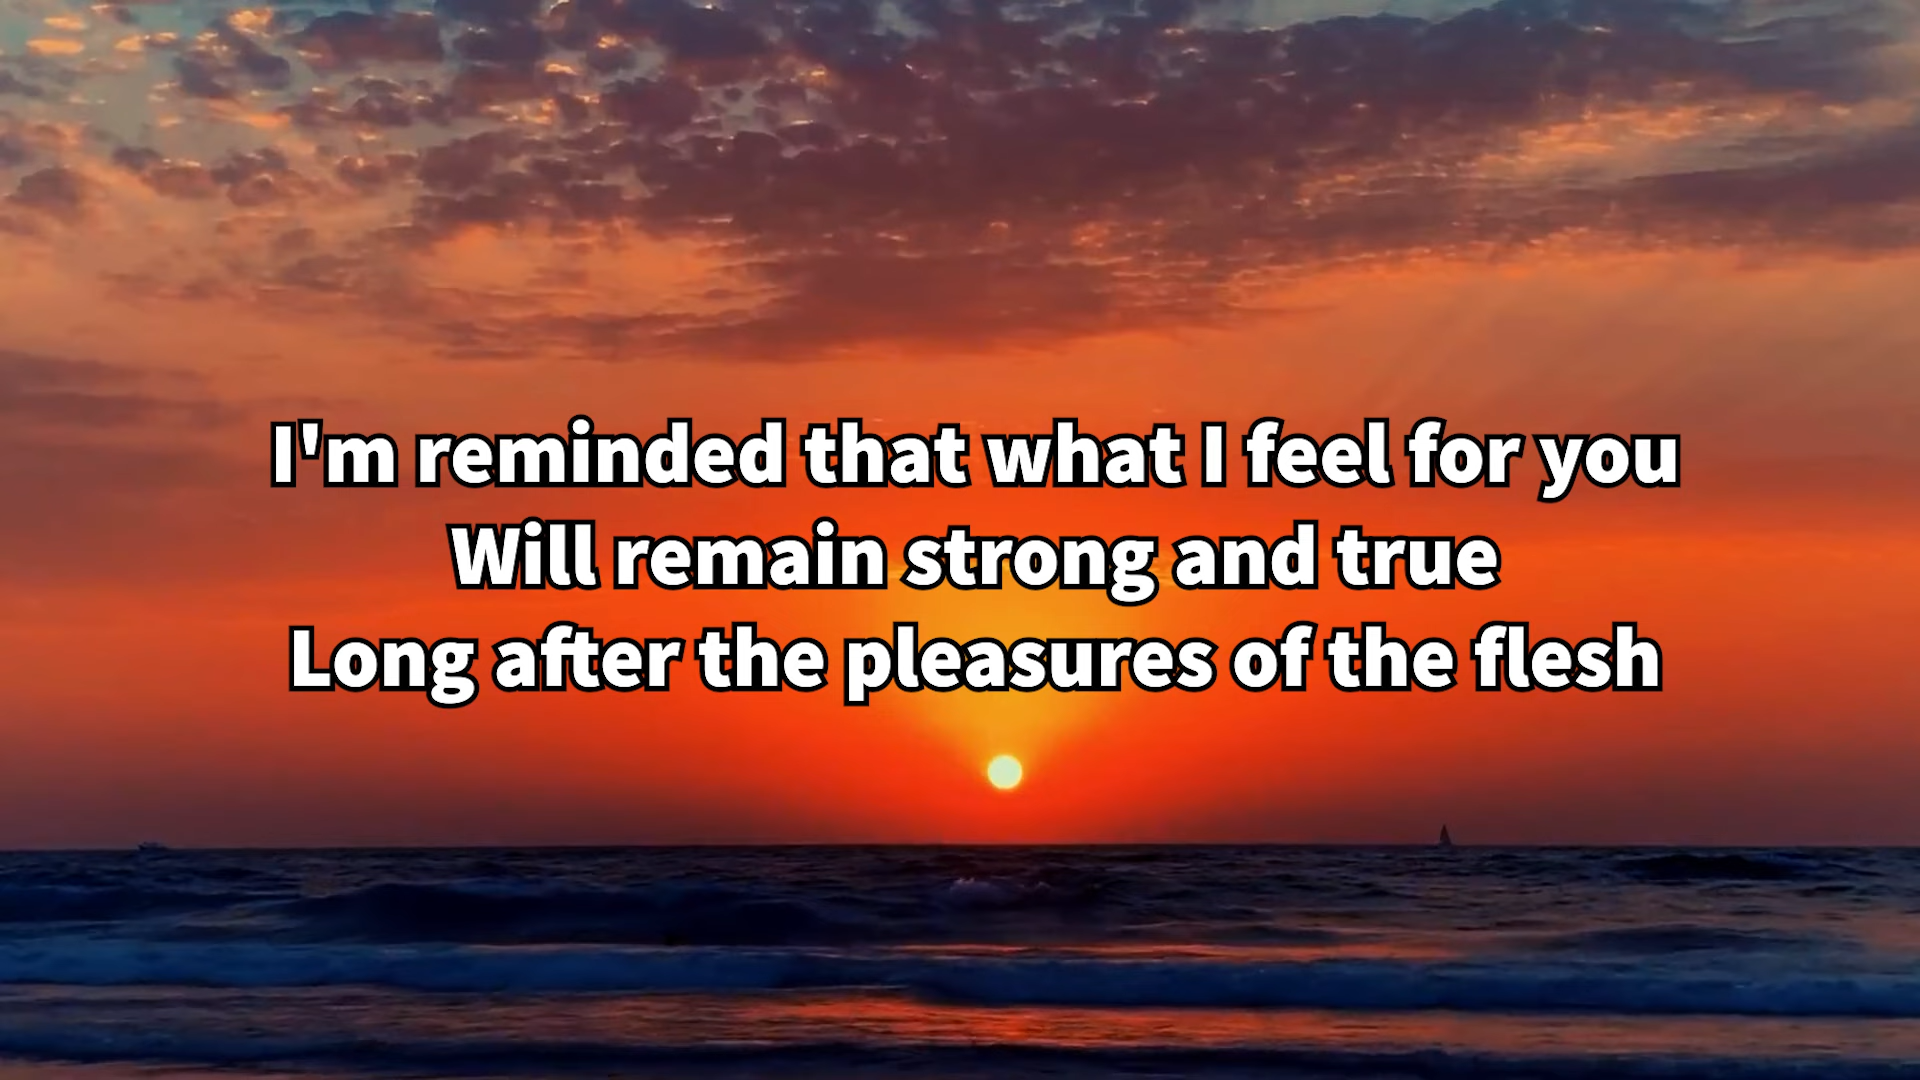 I'm reminded that what I feel for you
Will remain strong and true
Long after the pleasures of the flesh